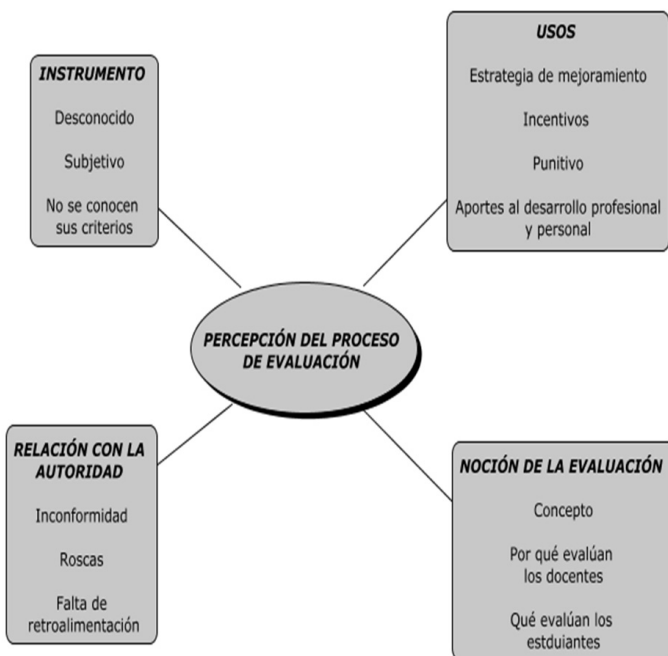 INSTRUMENTO
Desconocido
Subjetivo
No se conocen
sus criterios
USOS
Estrategia de mejoramiento
Incentivos
Punitivo
Aportes al desarrollo profesional
y personal
PERCEPCIÓN DEL PROCESO
DE EVALUACIÓN
RELACIÓN CON LA
AUTORIDAD
Inconformidad
Roscas
Falta de
retroalimentación
NOCIÓN DE LA EVALUACIÓN
Concepto
Por qué evalúan
los docentes
Qué evalúan los
estduiantes